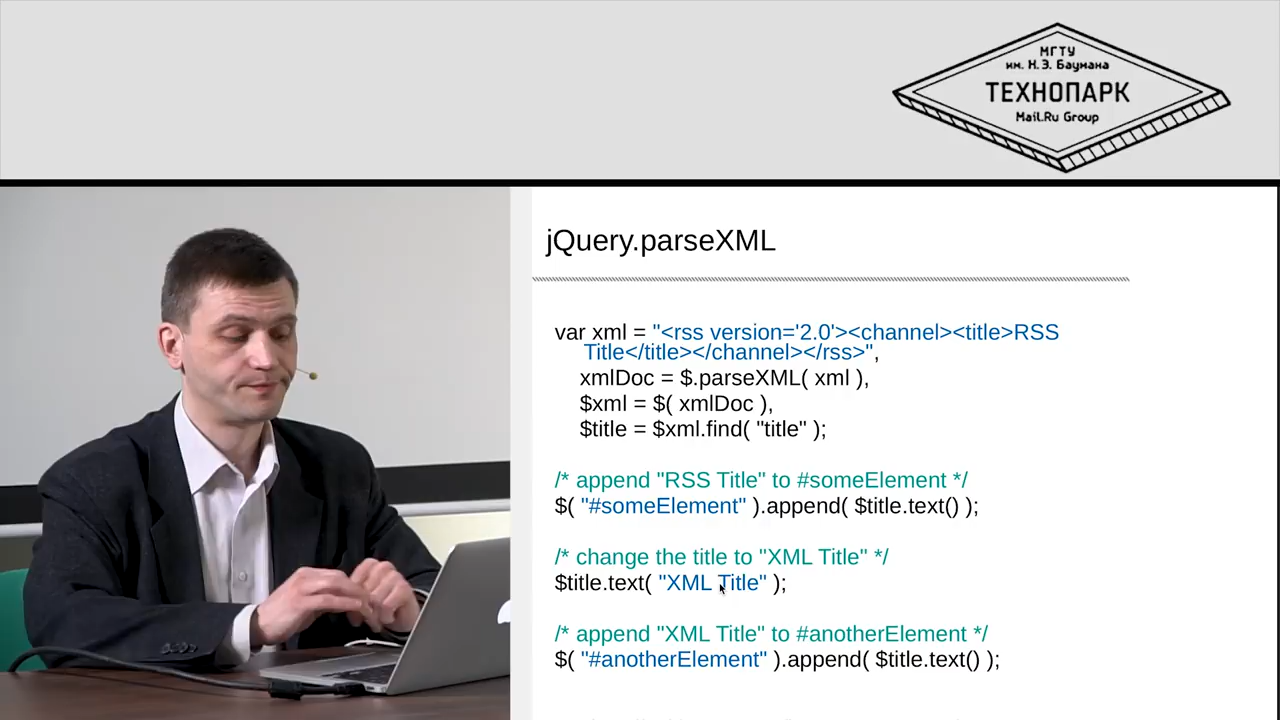 МГТУ
им. Н.Э. Баумана
ТЕХНОПАРК
Mail.Ru Group
jQuery.parseXML
var xml = "<rss version='2.0'><channel><title>RSS
Title</title></channel></rss>",
xmlDoc = $.parseXML( xml ),
$xml = $( xmlDoc ),
$title = $xml.find( "title" );
/* append "RSS Title" to #someElement */
$( "#someElement" ).append( $title.text() );
/* change the title to "XML Title" */
$title.text( "XML Title" );
/* append "XML Title" to #anotherElement */
$( "#anotherElement" ).append( $title.text() );